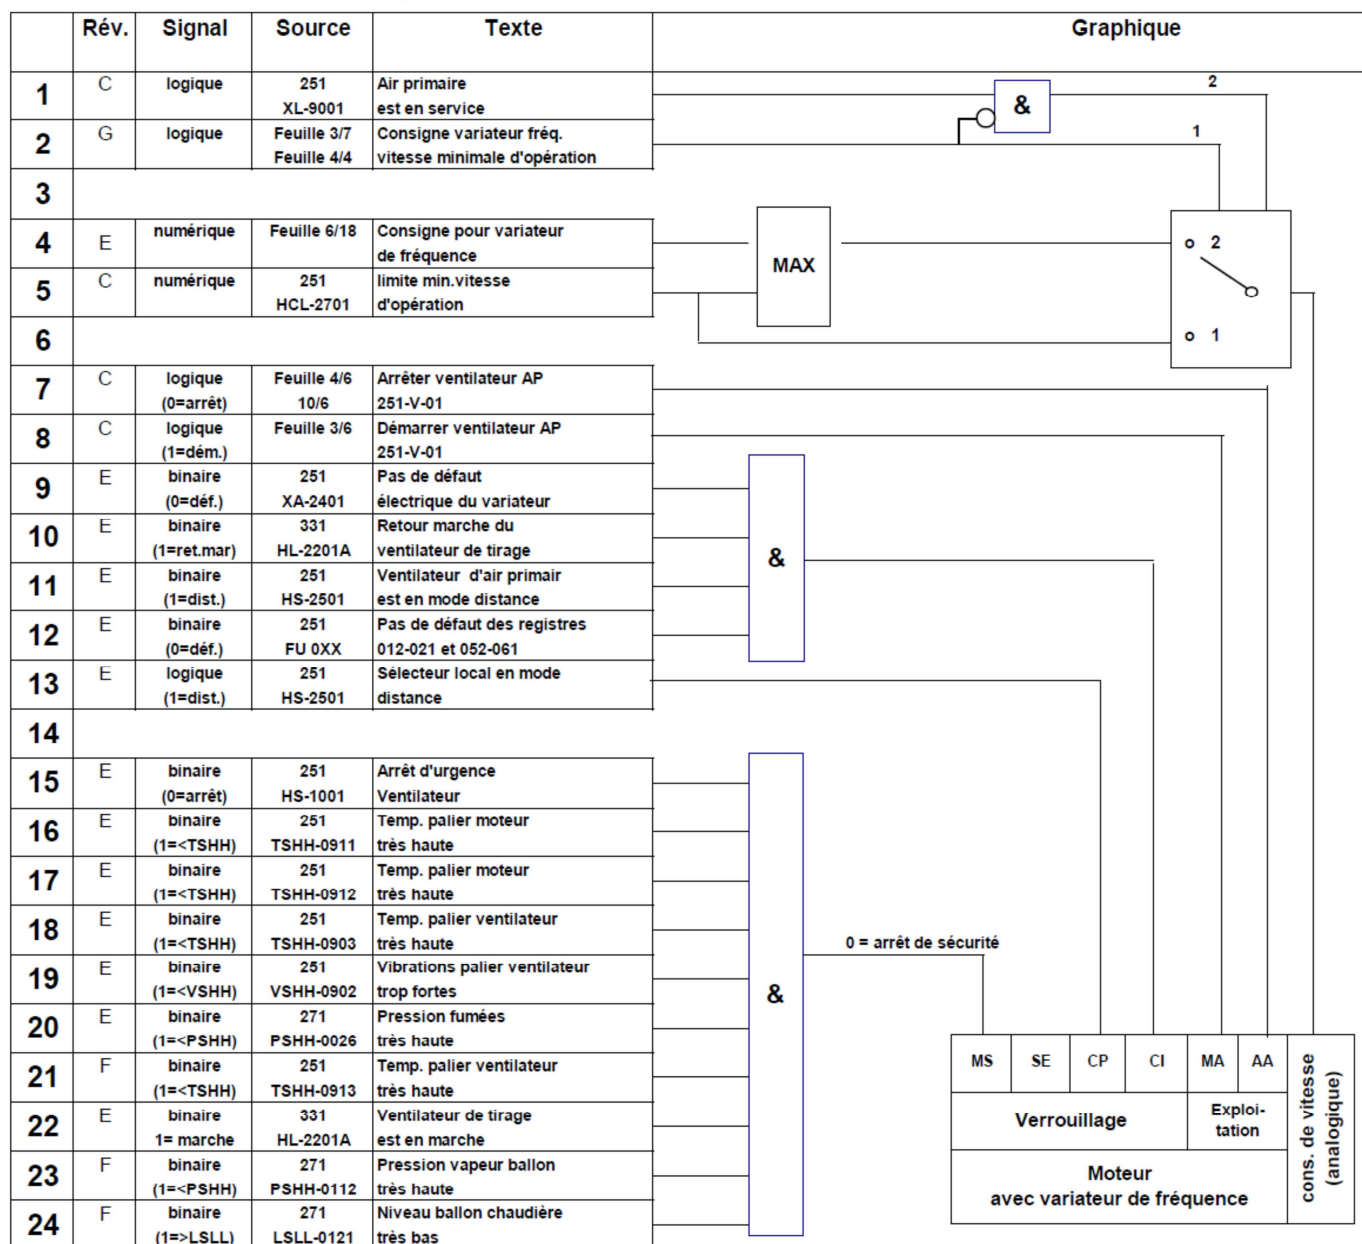 Rév. Signal Source Texte Graphique
1 C logique 251 Air primaire 2
XL-9001 est en service &
2 G logique Feuille 3/7 Consigne variateur fréq. 1
Feuille 4/4 vitesse minimale d'opération
3
4 E numérique Feuille 6/18 Consigne pour variateur 2
de fréquence
MAX
5 C numérique 251 limite min.vitesse
HCL-2701 d'opération
6 1
7 C logique Feuille 4/6 Arrêter ventilateur AP
(0=arrêt) 10/6 251-V-01
8 C logique Feuille 3/6 Démarrer ventilateur AP
(1=dém.) 251-V-01
9 E binaire 251 Pas de défaut
(0=déf.) XA-2401 électrique du variateur
10 E binaire 331 Retour marche du
(1=ret.mar) HL-2201A ventilateur de tirage
&
11 E binaire 251 Ventilateur d'air primair
(1=dist.) HS-2501 est en mode distance
12 E binaire 251 Pas de défaut des registres
(0=déf.) FU 0XX 012-021 et 052-061
13 E logique 251 Sélecteur local en mode
(1=dist.) HS-2501 distance
14
15 E binaire 251 Arrêt d'urgence
(0=arrêt) HS-1001 Ventilateur
16 E binaire 251 Temp. palier moteur
(1=<TSHH) TSHH-0911 très haute
17 E binaire 251 Temp. palier moteur
(1=<TSHH) TSHH-0912 très haute
18 E binaire 251 Temp. palier ventilateur
(1=<TSHH) TSHH-0903 très haute 0 = arrêt de sécurité
19 E binaire 251 Vibrations palier ventilateur
(1=<VSHH) VSHH-0902 trop fortes &
20 E binaire 271 Pression fumées
(1=<PSHH) PSHH-0026 très haute
21 F binaire 251 Temp. palier ventilateur MS SE CP CI MA AA
(1=<TSHH) TSHH-0913 très haute
22 E binaire 331 Ventilateur de tirage Verrouillage Exploi-
1= marche HL-2201A est en marche tation
23 F binaire 271 Pression vapeur ballon Moteur
(1=<PSHH) PSHH-0112 très haute avec variateur de fréquence
24 F binaire 271 Niveau ballon chaudière
(1=>LSLL) LSLL-0121 très bas
cons. de vitesse
(analogique)